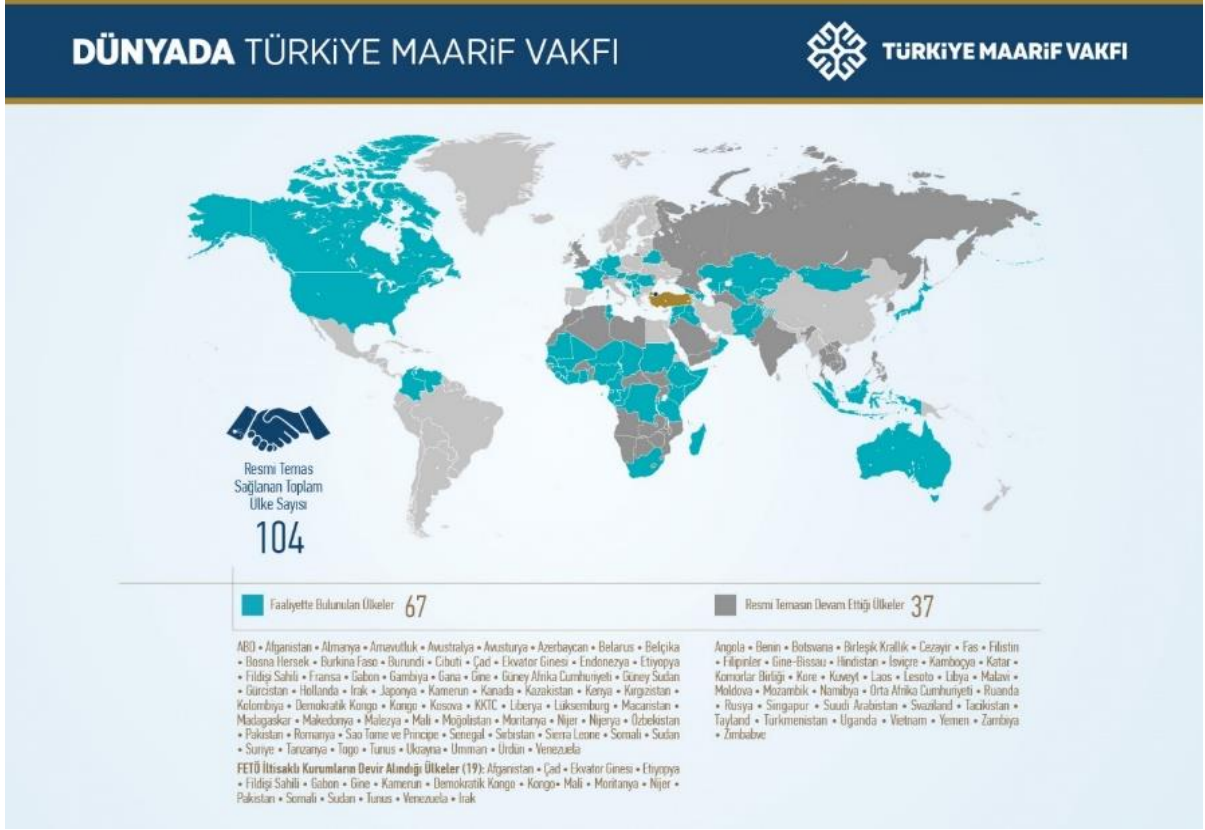 DÜNYADA TÜRKİYE MAARİF VAKFI
TÜRKİYE MAARİF VAKFI
Resmi Temas
Sağlanan Toplam
Ülke Sayısı
104
Faaliyette Bulunulan Ülkeler 67
ABD • Afganistan • Almanya • Arnavutluk • Avustralya • Avusturya • Azerbaycan • Belarus • Belçika
• Bosna Hersek • Burkina Faso • Burundi • Cibuti • Çad • Ekvator Ginesi • Endonezya • Etiyopya
• Fildişi Sahili • Fransa • Gabon • Gambiya • Gana • Gine • Güney Afrika Cumhuriyeti • Güney Sudan
• Gürcistan • Hollanda • Irak • Japonya • Kamerun • Kanada • Kazakistan • Kenya • Kırgızistan •
Kolombiya • Demokratik Kongo • Kongo • Kosova • KKTC • Liberya • Lüksemburg • Macaristan •
Madagaskar • Makedonya • Malezya • Mali • Moğolistan • Moritanya • Nijer • Nijerya • Özbekistan
• Pakistan • Romanya • Sao Tome ve Principe • Senegal • Sırbistan • Sierra Leone • Somali • Sudan
• Suriye • Tanzanya • Togo • Tunus • Ukrayna • Umman • Ürdün • Venezuela
FETÖ İltisaklı Kurumların Devir Alındığı Ülkeler (19): Afganistan • Çad • Ekvator Ginesi • Etiyopya
• Fildişi Sahili • Gabon • Gine • Kamerun • Demokratik Kongo • Kongo• Mali • Moritanya • Nijer •
Pakistan • Somali • Sudan • Tunus • Venezuela • Irak
Resmi Temasın Devam Ettiği Ülkeler 37
Angola • Benin • Botsvana • Birleşik Krallık • Cezayir • Fas • Filistin
• Filipinler • Gine-Bissau • Hindistan • İsviçre • Kamboçya • Katar •
Komorlar Birliği • Kore • Kuveyt • Laos • Lesoto • Libya • Malavi •
Moldova • Mozambik • Namibya • Orta Afrika Cumhuriyeti • Ruanda
• Rusya • Singapur • Suudi Arabistan • Svaziland • Tacikistan •
Tayland • Türkmenistan • Uganda • Vietnam • Yemen • Zambiya
• Zimbabve